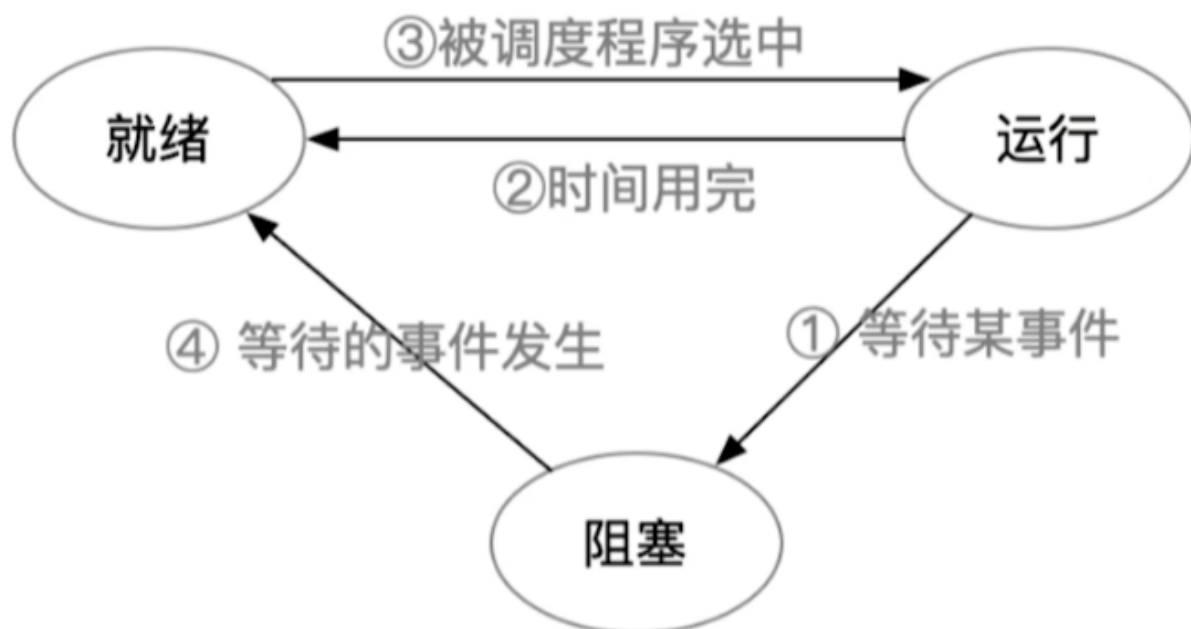 ③被调度程序选中
就绪
运行
②时间用完
④ 等待的事件发生
① 等待某事件
阻塞